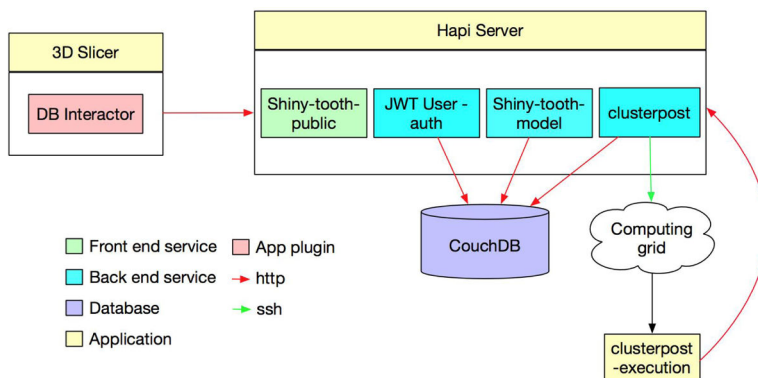 Hapi Server
3D Slicer
DB Interactor
Shiny-tooth-
public
JWT User -
auth
Shiny-tooth-
model
clusterpost
CouchDB
Computing
grid
clusterpost
-execution
Front end service
App plugin
Back end service
http
Database
ssh
Application